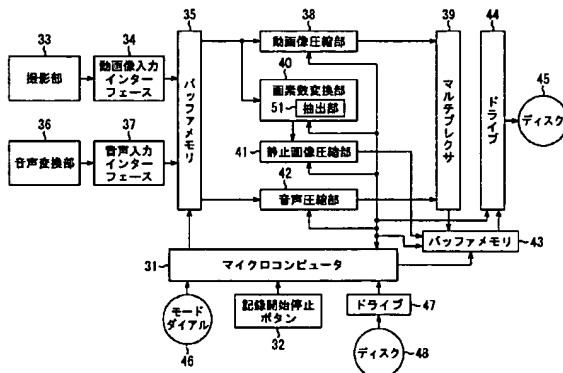 33
撮影部
34
動画像入力
インター
フェース
35
バッファメモリ
38
動画像圧縮部
39
マルチプレクサ
44
ドライブ
45
ディスク
40
画素数変換部
51
抽出部
36
音声変換部
37
音声入力
インター
フェース
41
静止画像圧縮部
42
音声圧縮部
バッファメモリ
43
31
マイクロコンピュータ
モード
ダイアル
46
記録開始停止
ボタン
32
ドライブ
47
ディスク
48